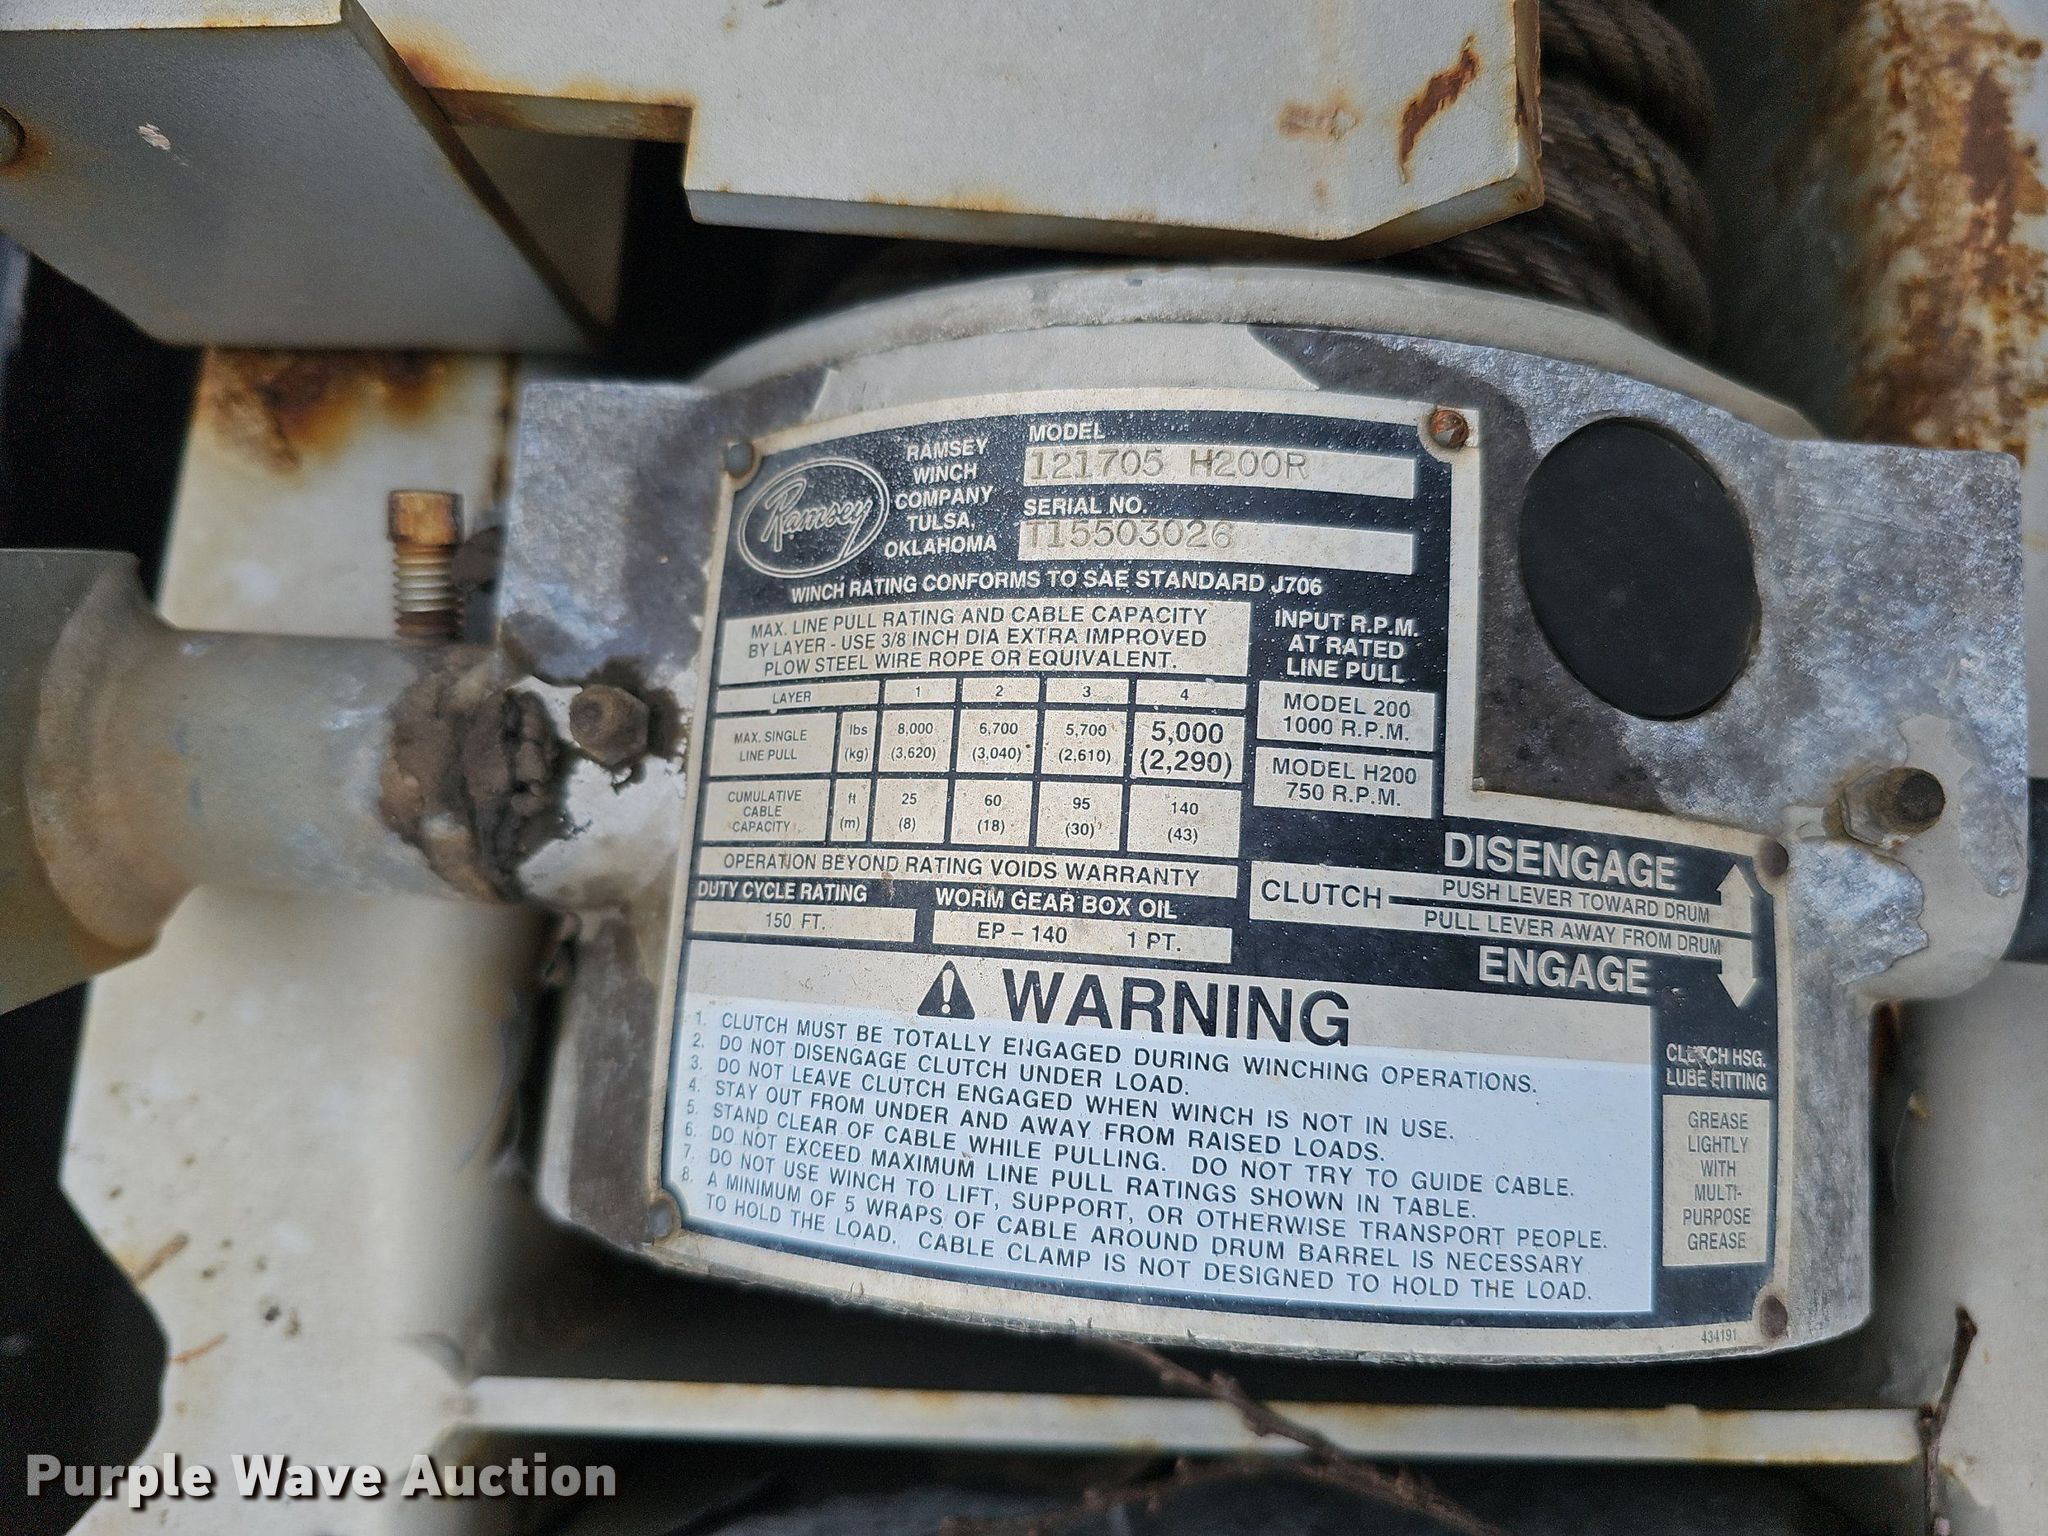 Ramsey
RAMSEY
WINCH
COMPANY
TULSA,
OKLAHOMA
MODEL
121705 H200R
SERIAL NO.
T15503026
WINCH RATING CONFORMS TO SAE STANDARD J706
MAX. LINE PULL RATING AND CABLE CAPACITY
BY LAYER - USE 3/8 INCH DIA EXTRA IMPROVED
PLOW STEEL WIRE ROPE OR EQUIVALENT.
LAYER 1 2 3 4
MAX. SINGLE LINE PULL lbs 8,000 6,700 5,700 5,000
(kg) (3,620) (3,040) (2,610) (2,290)
CUMULATIVE CABLE CAPACITY ft 25 60 95 140
(m) (8) (18) (30) (43)
OPERATION BEYOND RATING VOIDS WARRANTY
INPUT R.P.M.
AT RATED
LINE PULL
MODEL 200
1000 R.P.M.
MODEL H200
750 R.P.M.
DUTY CYCLE RATING
150 FT.
WORM GEAR BOX OIL
EP – 140 1 PT.
DISENGAGE
PUSH LEVER TOWARD DRUM
CLUTCH
PULL LEVER AWAY FROM DRUM
ENGAGE
WARNING
1. CLUTCH MUST BE TOTALLY ENGAGED DURING WINCHING OPERATIONS.
2. DO NOT DISENGAGE CLUTCH UNDER LOAD.
3. DO NOT LEAVE CLUTCH ENGAGED WHEN WINCH IS NOT IN USE.
4. STAY OUT FROM UNDER AND AWAY FROM RAISED LOADS.
5. STAND CLEAR OF CABLE WHILE PULLING. DO NOT TRY TO GUIDE CABLE.
6. DO NOT EXCEED MAXIMUM LINE PULL RATINGS SHOWN IN TABLE.
7. DO NOT USE WINCH TO LIFT, SUPPORT, OR OTHERWISE TRANSPORT PEOPLE.
8. A MINIMUM OF 5 WRAPS OF CABLE AROUND DRUM BARREL IS NECESSARY
TO HOLD THE LOAD. CABLE CLAMP IS NOT DESIGNED TO HOLD THE LOAD.
CLUTCH HSG.
LUBE FITTING
GREASE
LIGHTLY
WITH
MULTI-
PURPOSE
GREASE
434191
Purple Wave Auction